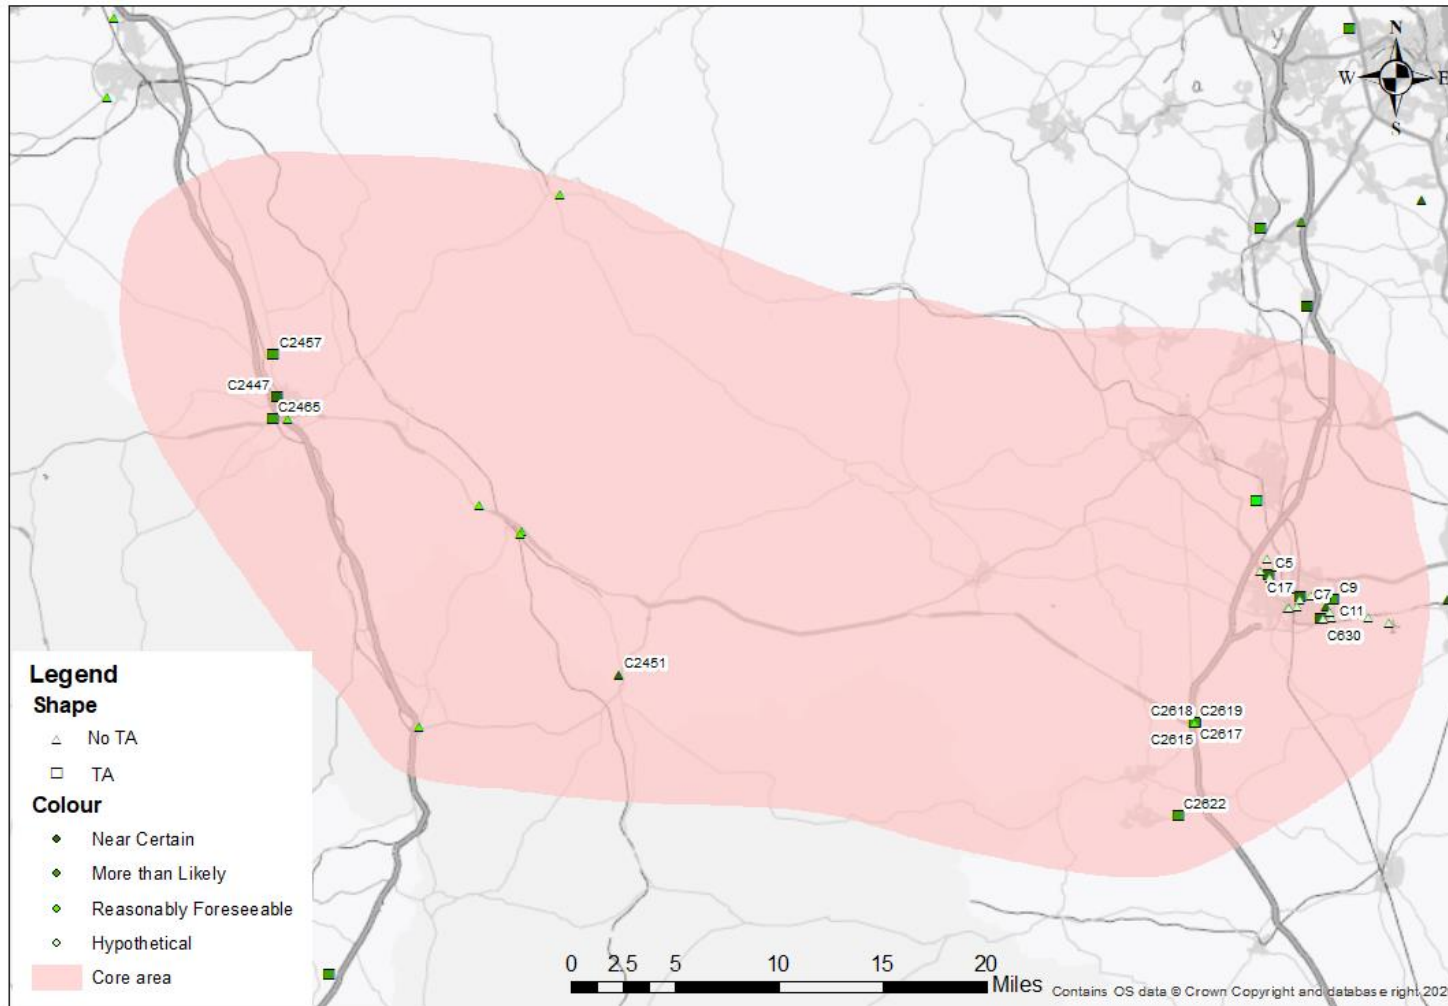 y
N
a
W
E
S
C2457
C2447
C2465
C5
C17
C7
C9
C11
C630
C2451
C2618
C2619
C2615
C2617
C2622
Legend
Shape
No TA
TA
Colour
Near Certain
More than Likely
Reasonably Foreseeable
Hypothetical
Core area
0 2.5 5 10 15 20
Miles
Contains OS data © Crown Copyright and database right 202